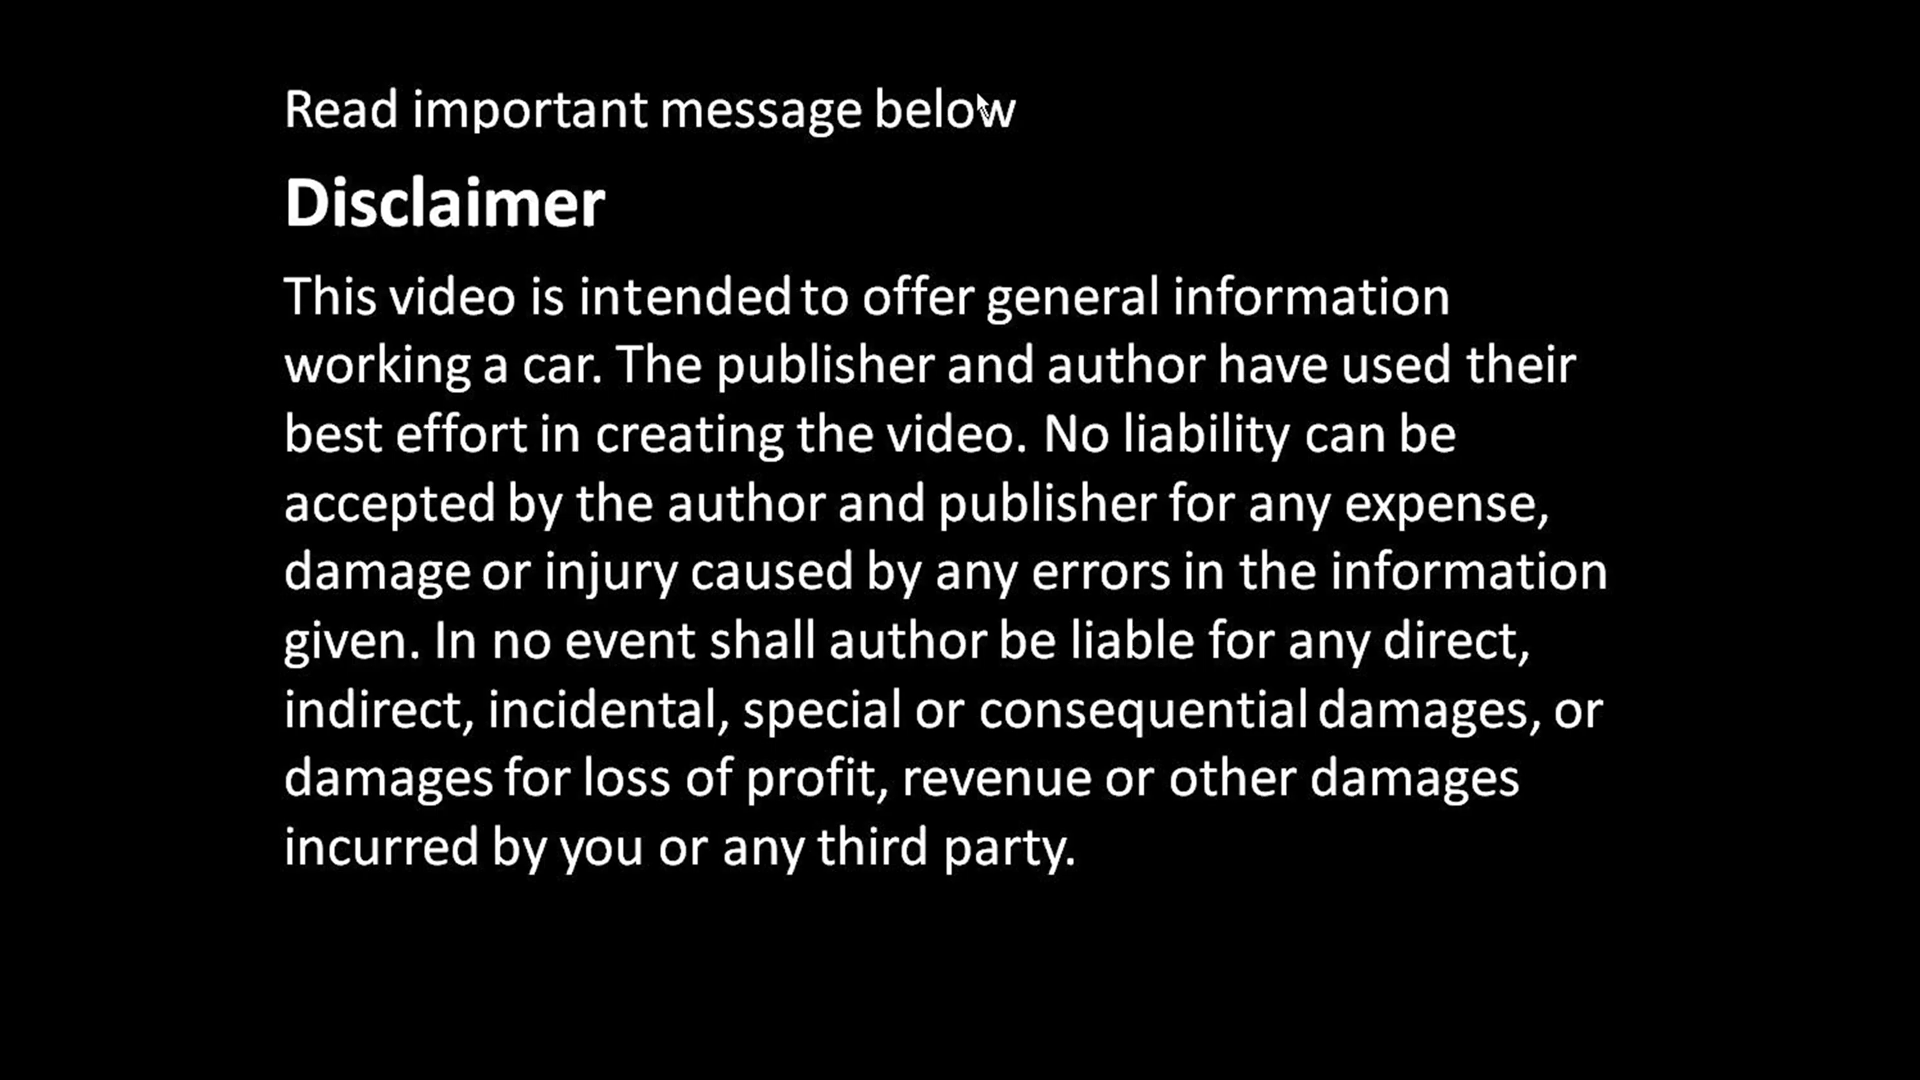 Read important message below
Disclaimer
This video is intended to offer general information
working a car. The publisher and author have used their
best effort in creating the video. No liability can be
accepted by the author and publisher for any expense,
damage or injury caused by any errors in the information
given. In no event shall author be liable for any direct,
indirect, incidental, special or consequential damages, or
damages for loss of profit, revenue or other damages
incurred by you or any third party.